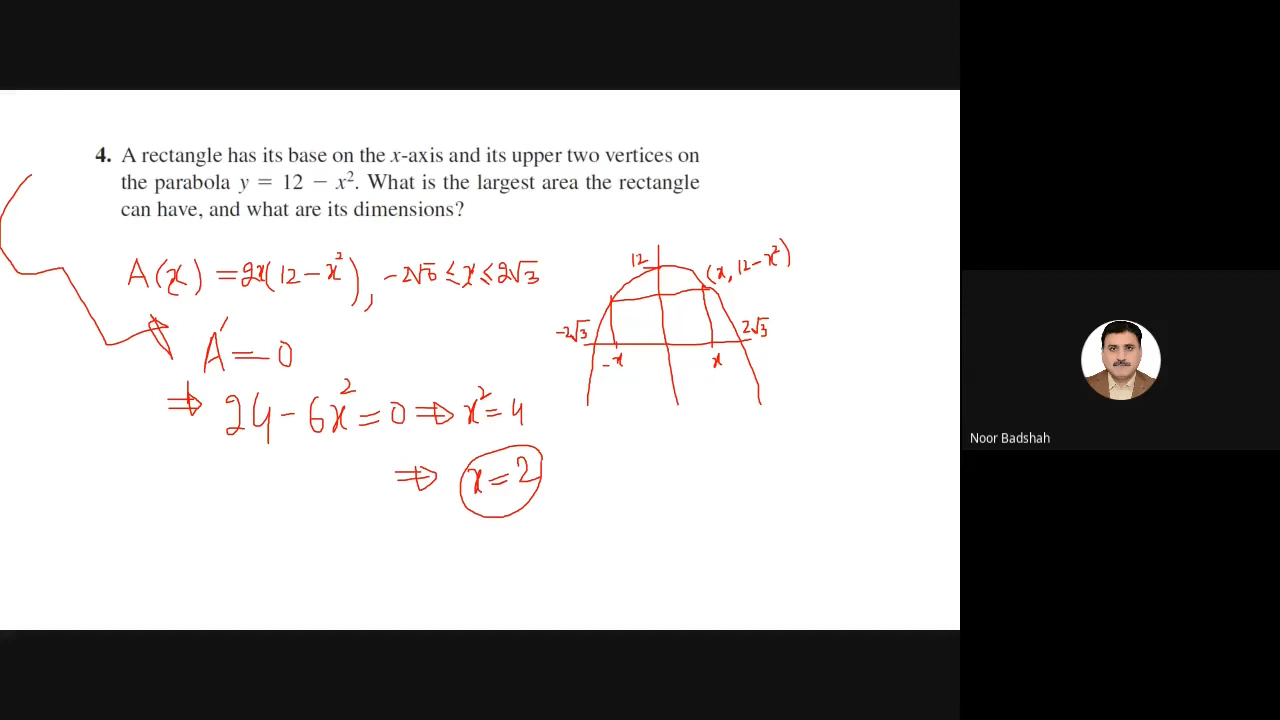 4. A rectangle has its base on the x-axis and its upper two vertices on
the parabola y = 12 − x². What is the largest area the rectangle
can have, and what are its dimensions?
A(x) = 2x(12 − x²), −2√3 ≤ x ≤ 2√3
A′ = 0
⇒ 24 − 6x² = 0 ⇒ x² = 4
⇒ x = 2
12
(x, 12−x²)
−2√3
2√3
−x
x
Noor Badshah